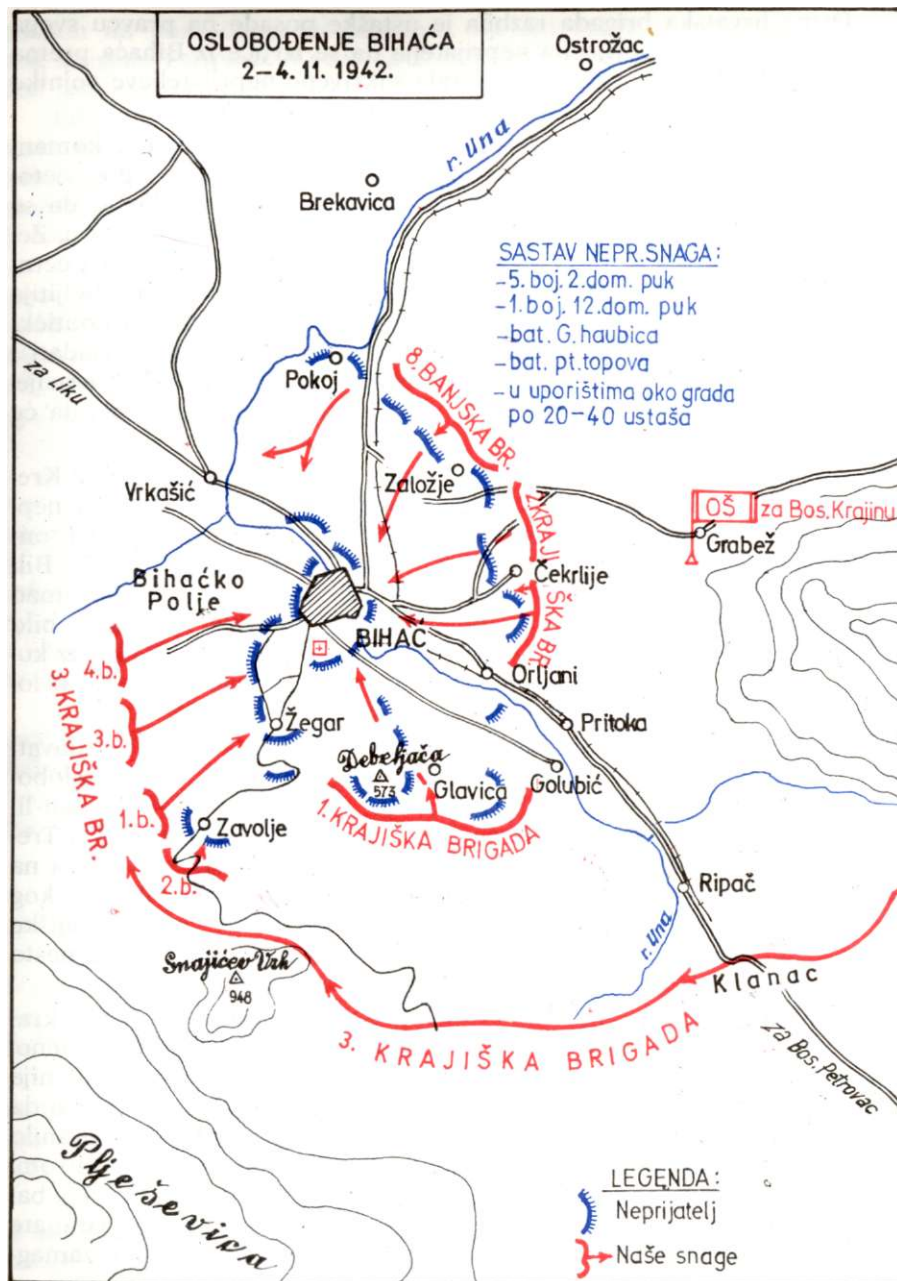 OSLOBOĐENJE BIHAĆA
2–4. 11. 1942.
Ostrožac
r. Una
Brekavica
SASTAV NEPR. SNAGA:
-5. boj. 2. dom. puk
-1. boj. 12. dom. puk
-bat. G. haubica
-bat. pt. topova
-u uporištima oko grada
po 20-40 ustaša
Pokoj
8. BANJSKA BR.
za Liku
Založje
Vrkašić
2. KRAJIŠKA BR.
OŠ za Bos. Krajinu
Grabež
Čekrlije
Bihaćko
Polje
BIHAĆ
4.b.
Orljani
3. KRAJIŠKA BR.
Žegar
Pritoka
3.b.
Debeljača
573
Glavica
Golubić
1.b.
Zavolje
1. KRAJIŠKA BRIGADA
2.b.
Ripač
r. Una
Gnajićev Vrh
948
Klanac
3. KRAJIŠKA BRIGADA
za Bos. Petrovac
Plješevica
LEGENDA:
Neprijatelj
Naše snage